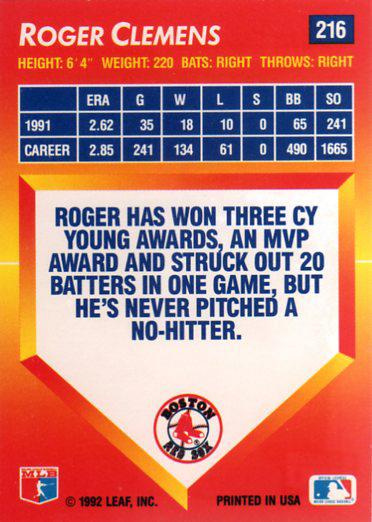 ROGER CLEMENS 216
HEIGHT: 6' 4" WEIGHT: 220 BATS: RIGHT THROWS: RIGHT
ERA G W L S BB SO
1991 2.62 35 18 10 0 65 241
CAREER 2.85 241 134 61 0 490 1665
ROGER HAS WON THREE CY
YOUNG AWARDS, AN MVP
AWARD AND STRUCK OUT 20
BATTERS IN ONE GAME, BUT
HE'S NEVER PITCHED A
NO-HITTER.
BOSTON
RED SOX
MLB
© 1992 LEAF, INC. PRINTED IN USA